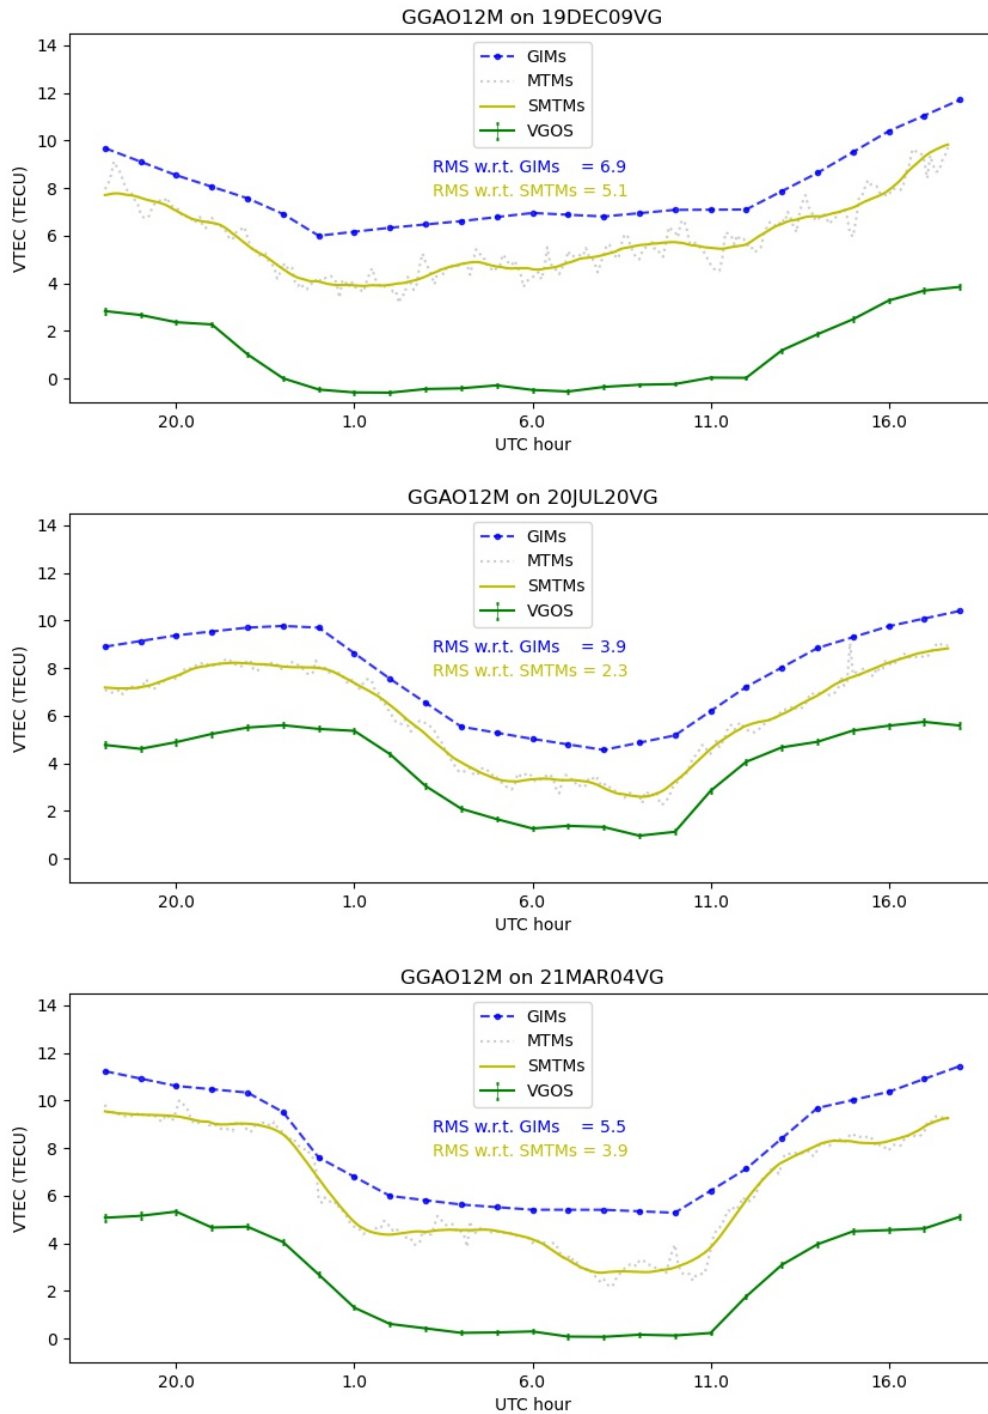 GGAO12M on 19DEC09VG
14
12
10
8
6
4
2
0
VTEC (TECU)
GIMs
MTMs
SMTMs
VGOS
RMS w.r.t. GIMs = 6.9
RMS w.r.t. SMTMs = 5.1
20.0 1.0 6.0 11.0 16.0
UTC hour
GGAO12M on 20JUL20VG
14
12
10
8
6
4
2
0
VTEC (TECU)
GIMs
MTMs
SMTMs
VGOS
RMS w.r.t. GIMs = 3.9
RMS w.r.t. SMTMs = 2.3
20.0 1.0 6.0 11.0 16.0
UTC hour
GGAO12M on 21MAR04VG
14
12
10
8
6
4
2
0
VTEC (TECU)
GIMs
MTMs
SMTMs
VGOS
RMS w.r.t. GIMs = 5.5
RMS w.r.t. SMTMs = 3.9
20.0 1.0 6.0 11.0 16.0
UTC hour